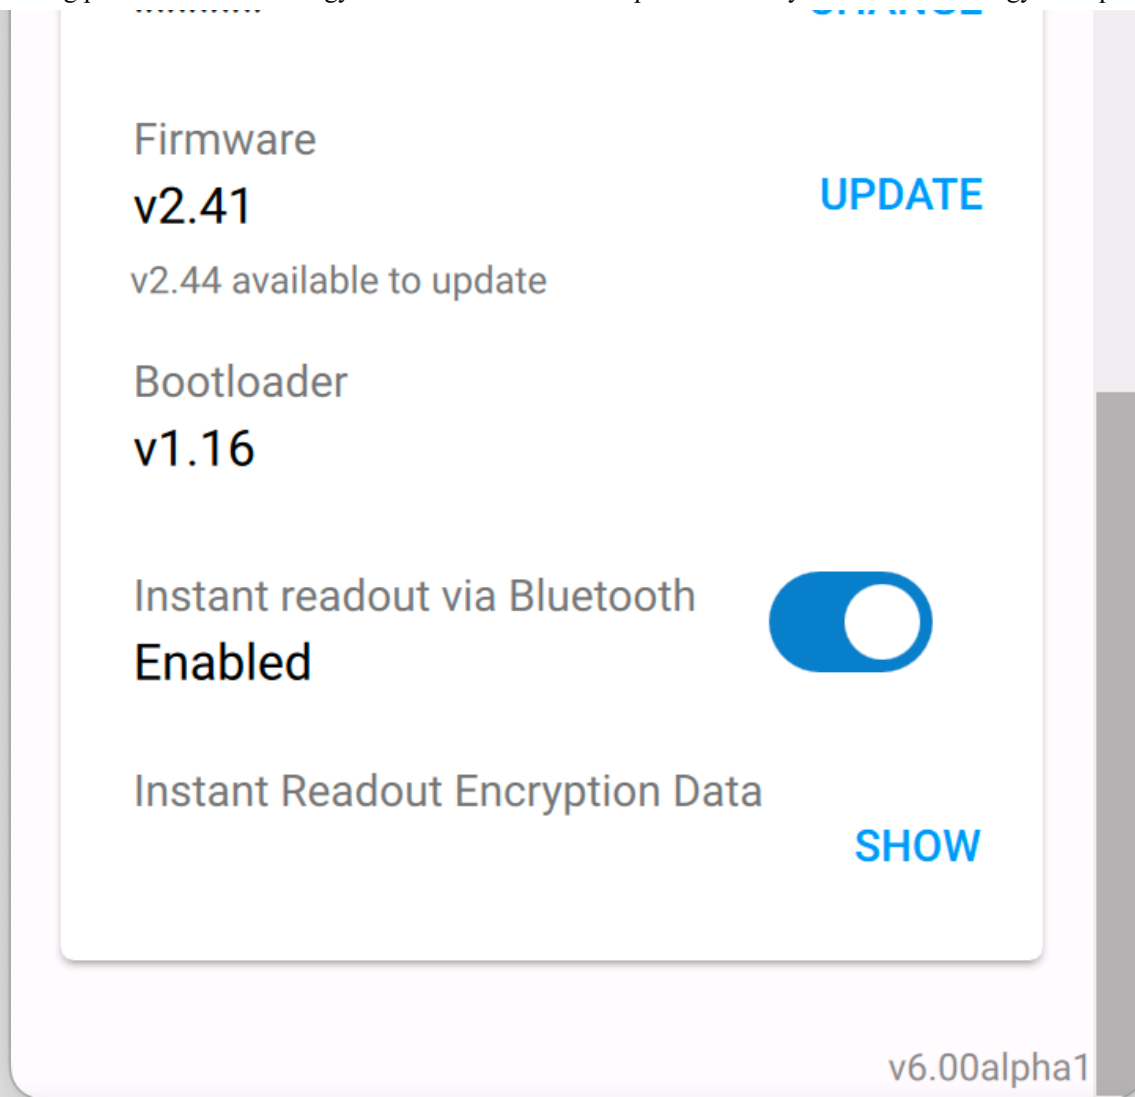 CHANGE
Firmware
v2.41
UPDATE
v2.44 available to update
Bootloader
v1.16
Instant readout via Bluetooth
Enabled
Instant Readout Encryption Data
SHOW
v6.00alpha1